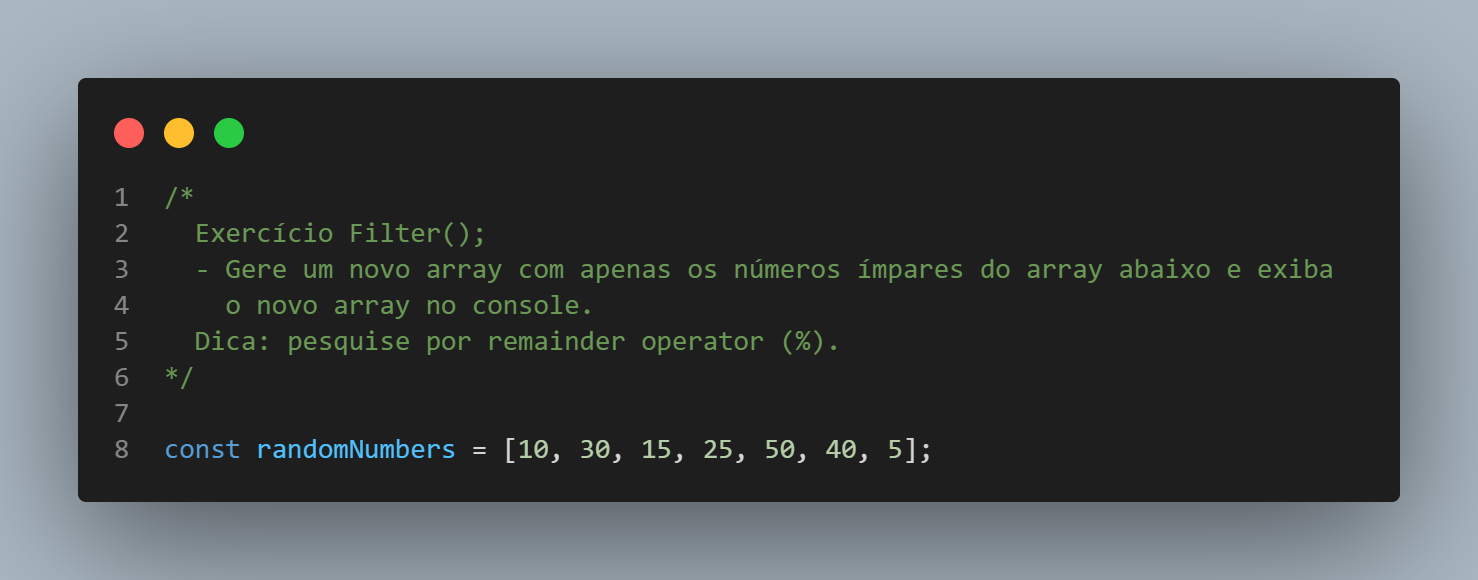 1 /*
2 Exercício Filter();
3 - Gere um novo array com apenas os números ímpares do array abaixo e exiba
4 o novo array no console.
5 Dica: pesquise por remainder operator (%).
6 */
7
8 const randomNumbers = [10, 30, 15, 25, 50, 40, 5];